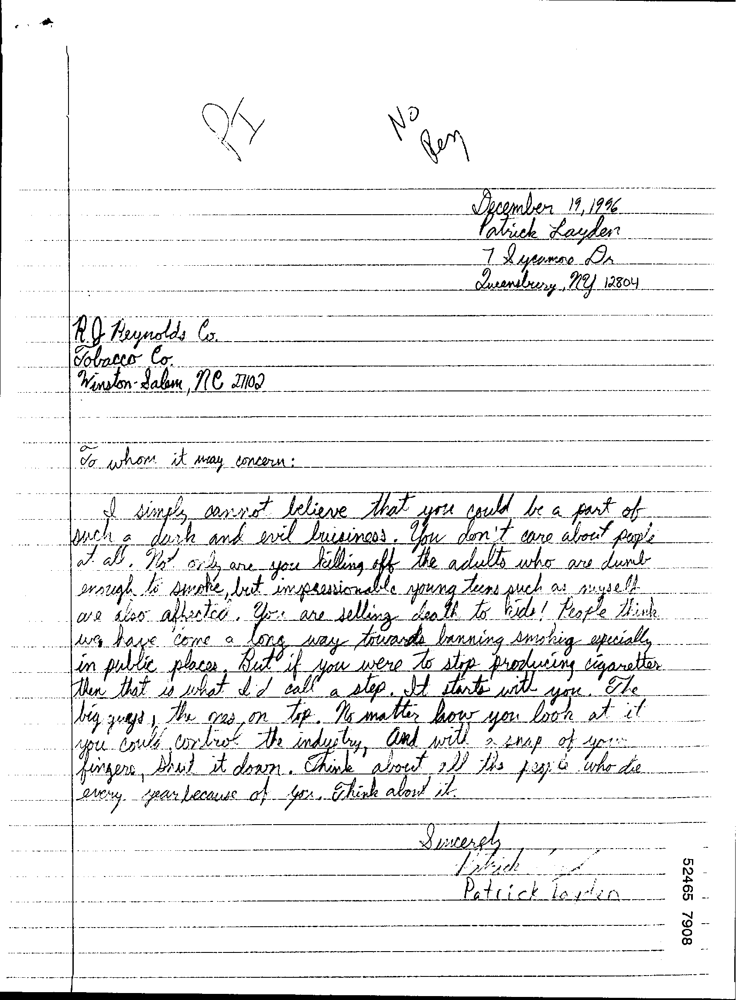 PI
No
Rey
December 19, 1996
Patrick Layden
7 Sycamore Dr
Queensbury, NY 12804
R.J. Reynolds Co.
Tobacco Co.
Winston-Salem, NC 27102
To whom it may concern:
I simply cannot believe that you could be a part of
such a dark and evil buisiness. You don't care about people
at all. Not only are you killing off the adults who are dumb
enough to smoke, but impressionable young teens such as myself
are also affected. You are selling death to kids! People think
we have come a long way towards banning smoking especially
in public places. But if you were to stop producing cigarettes
then that is what I'd call a step. It starts with you. The
big guys, the ones on top. No matter how you look at it
you could control the industry, and with a snap of your
fingers, shut it down. Think about all the people who die
every year because of you. Think about it.
Sincerely
Patrick
Patrick Layden
52465 7908